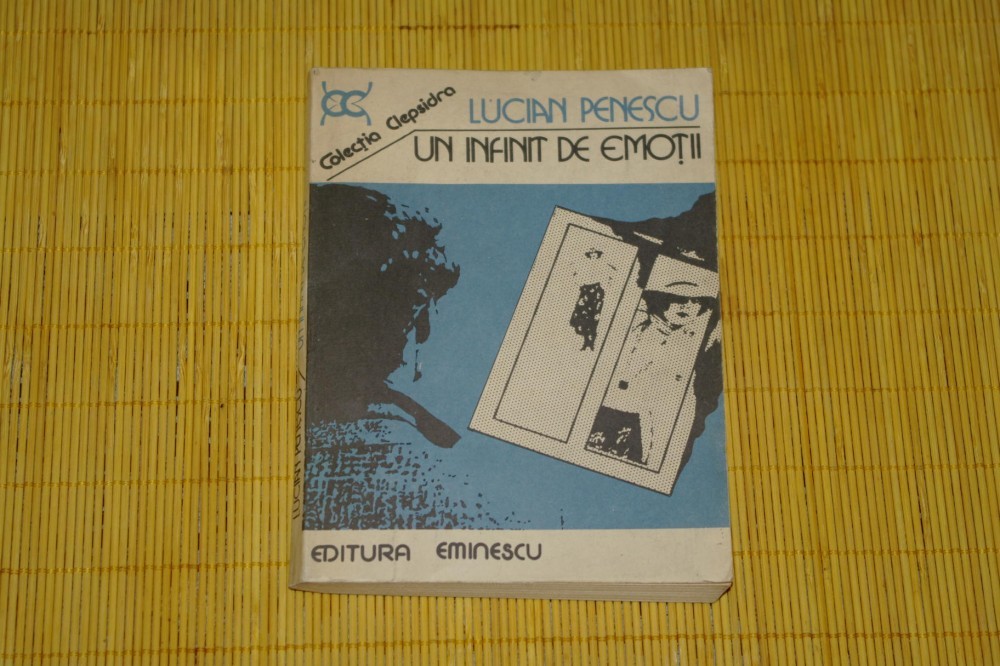 Colecția Clepsidra
LUCIAN PENESCU
UN INFINIT DE EMOȚII
EDITURA EMINESCU